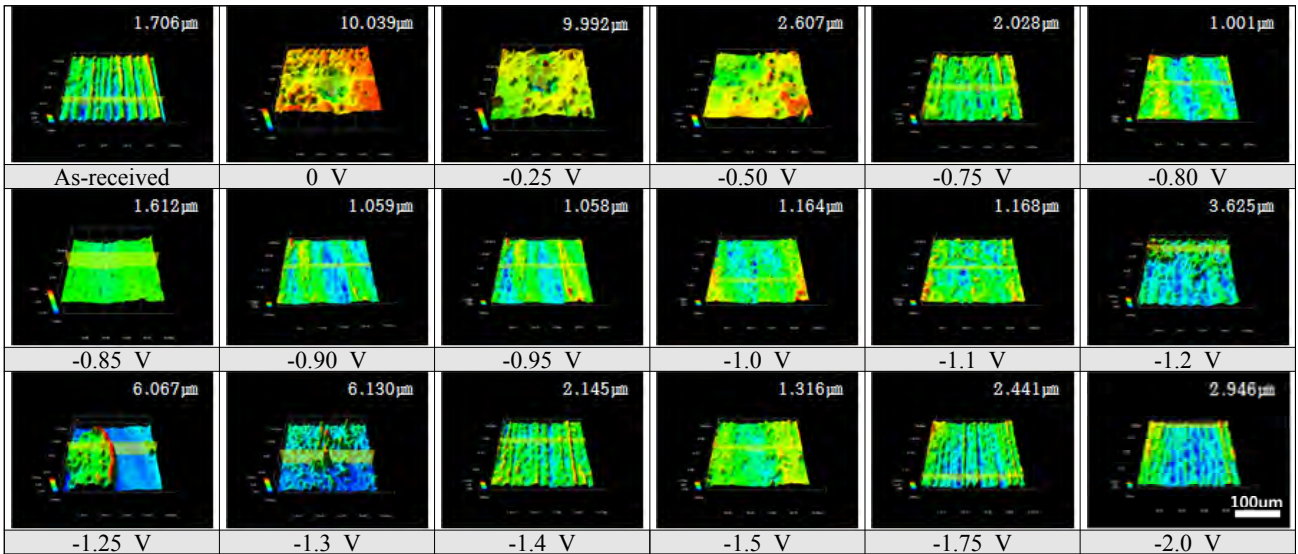 1.706μm 10.039μm 9.992μm 2.607μm 2.028μm 1.001μm
As-received 0 V -0.25 V -0.50 V -0.75 V -0.80 V
1.612μm 1.059μm 1.058μm 1.164μm 1.168μm 3.625μm
-0.85 V -0.90 V -0.95 V -1.0 V -1.1 V -1.2 V
6.067μm 6.130μm 2.145μm 1.316μm 2.441μm 2.946μm
100um
-1.25 V -1.3 V -1.4 V -1.5 V -1.75 V -2.0 V